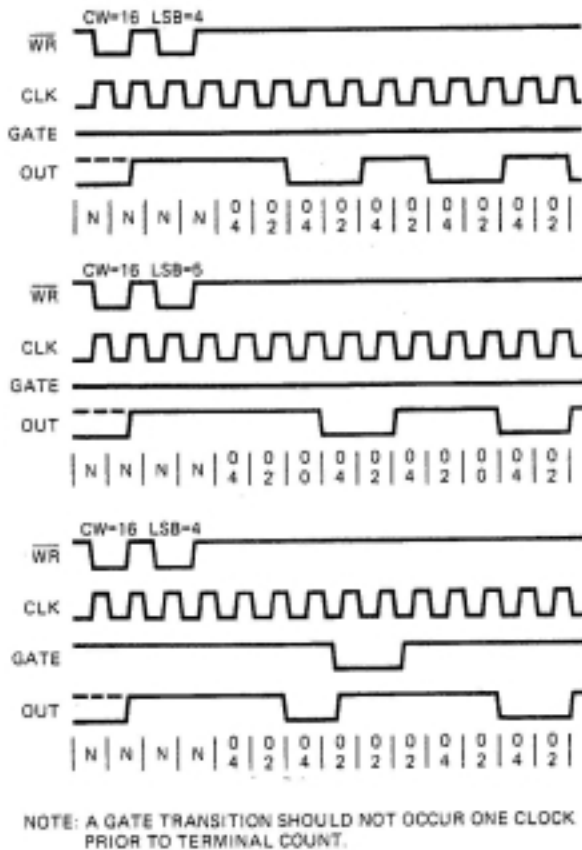 CW=16 LSB=4
WR
CLK
GATE
OUT
N N N N 0 0 0 0 0 0 0 0 0 0
4 2 4 2 4 2 4 2 4 2
CW=16 LSB=5
WR
CLK
GATE
OUT
N N N N 0 0 0 0 0 0 0 0 0 0
4 2 0 4 2 4 2 0 4 2
CW=16 LSB=4
WR
CLK
GATE
OUT
N N N N 0 0 0 0 0 0 0 0 0 0
4 2 4 2 2 2 4 2 4 2
NOTE: A GATE TRANSITION SHOULD NOT OCCUR ONE CLOCK
PRIOR TO TERMINAL COUNT.